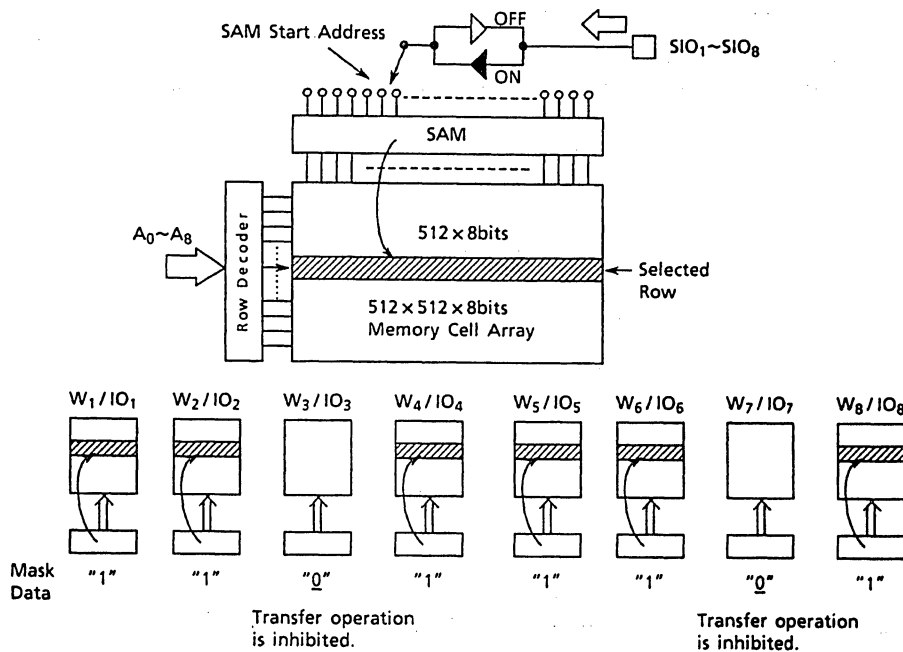 SAM Start Address
OFF
ON
SIO₁~SIO₈
SAM
A₀~A₈
Row Decoder
512×8bits
Selected
Row
512×512×8bits
Memory Cell Array
W₁/IO₁ W₂/IO₂ W₃/IO₃ W₄/IO₄ W₅/IO₅ W₆/IO₆ W₇/IO₇ W₈/IO₈
Mask
Data
"1" "1" "0" "1" "1" "1" "0" "1"
Transfer operation
is inhibited.
Transfer operation
is inhibited.